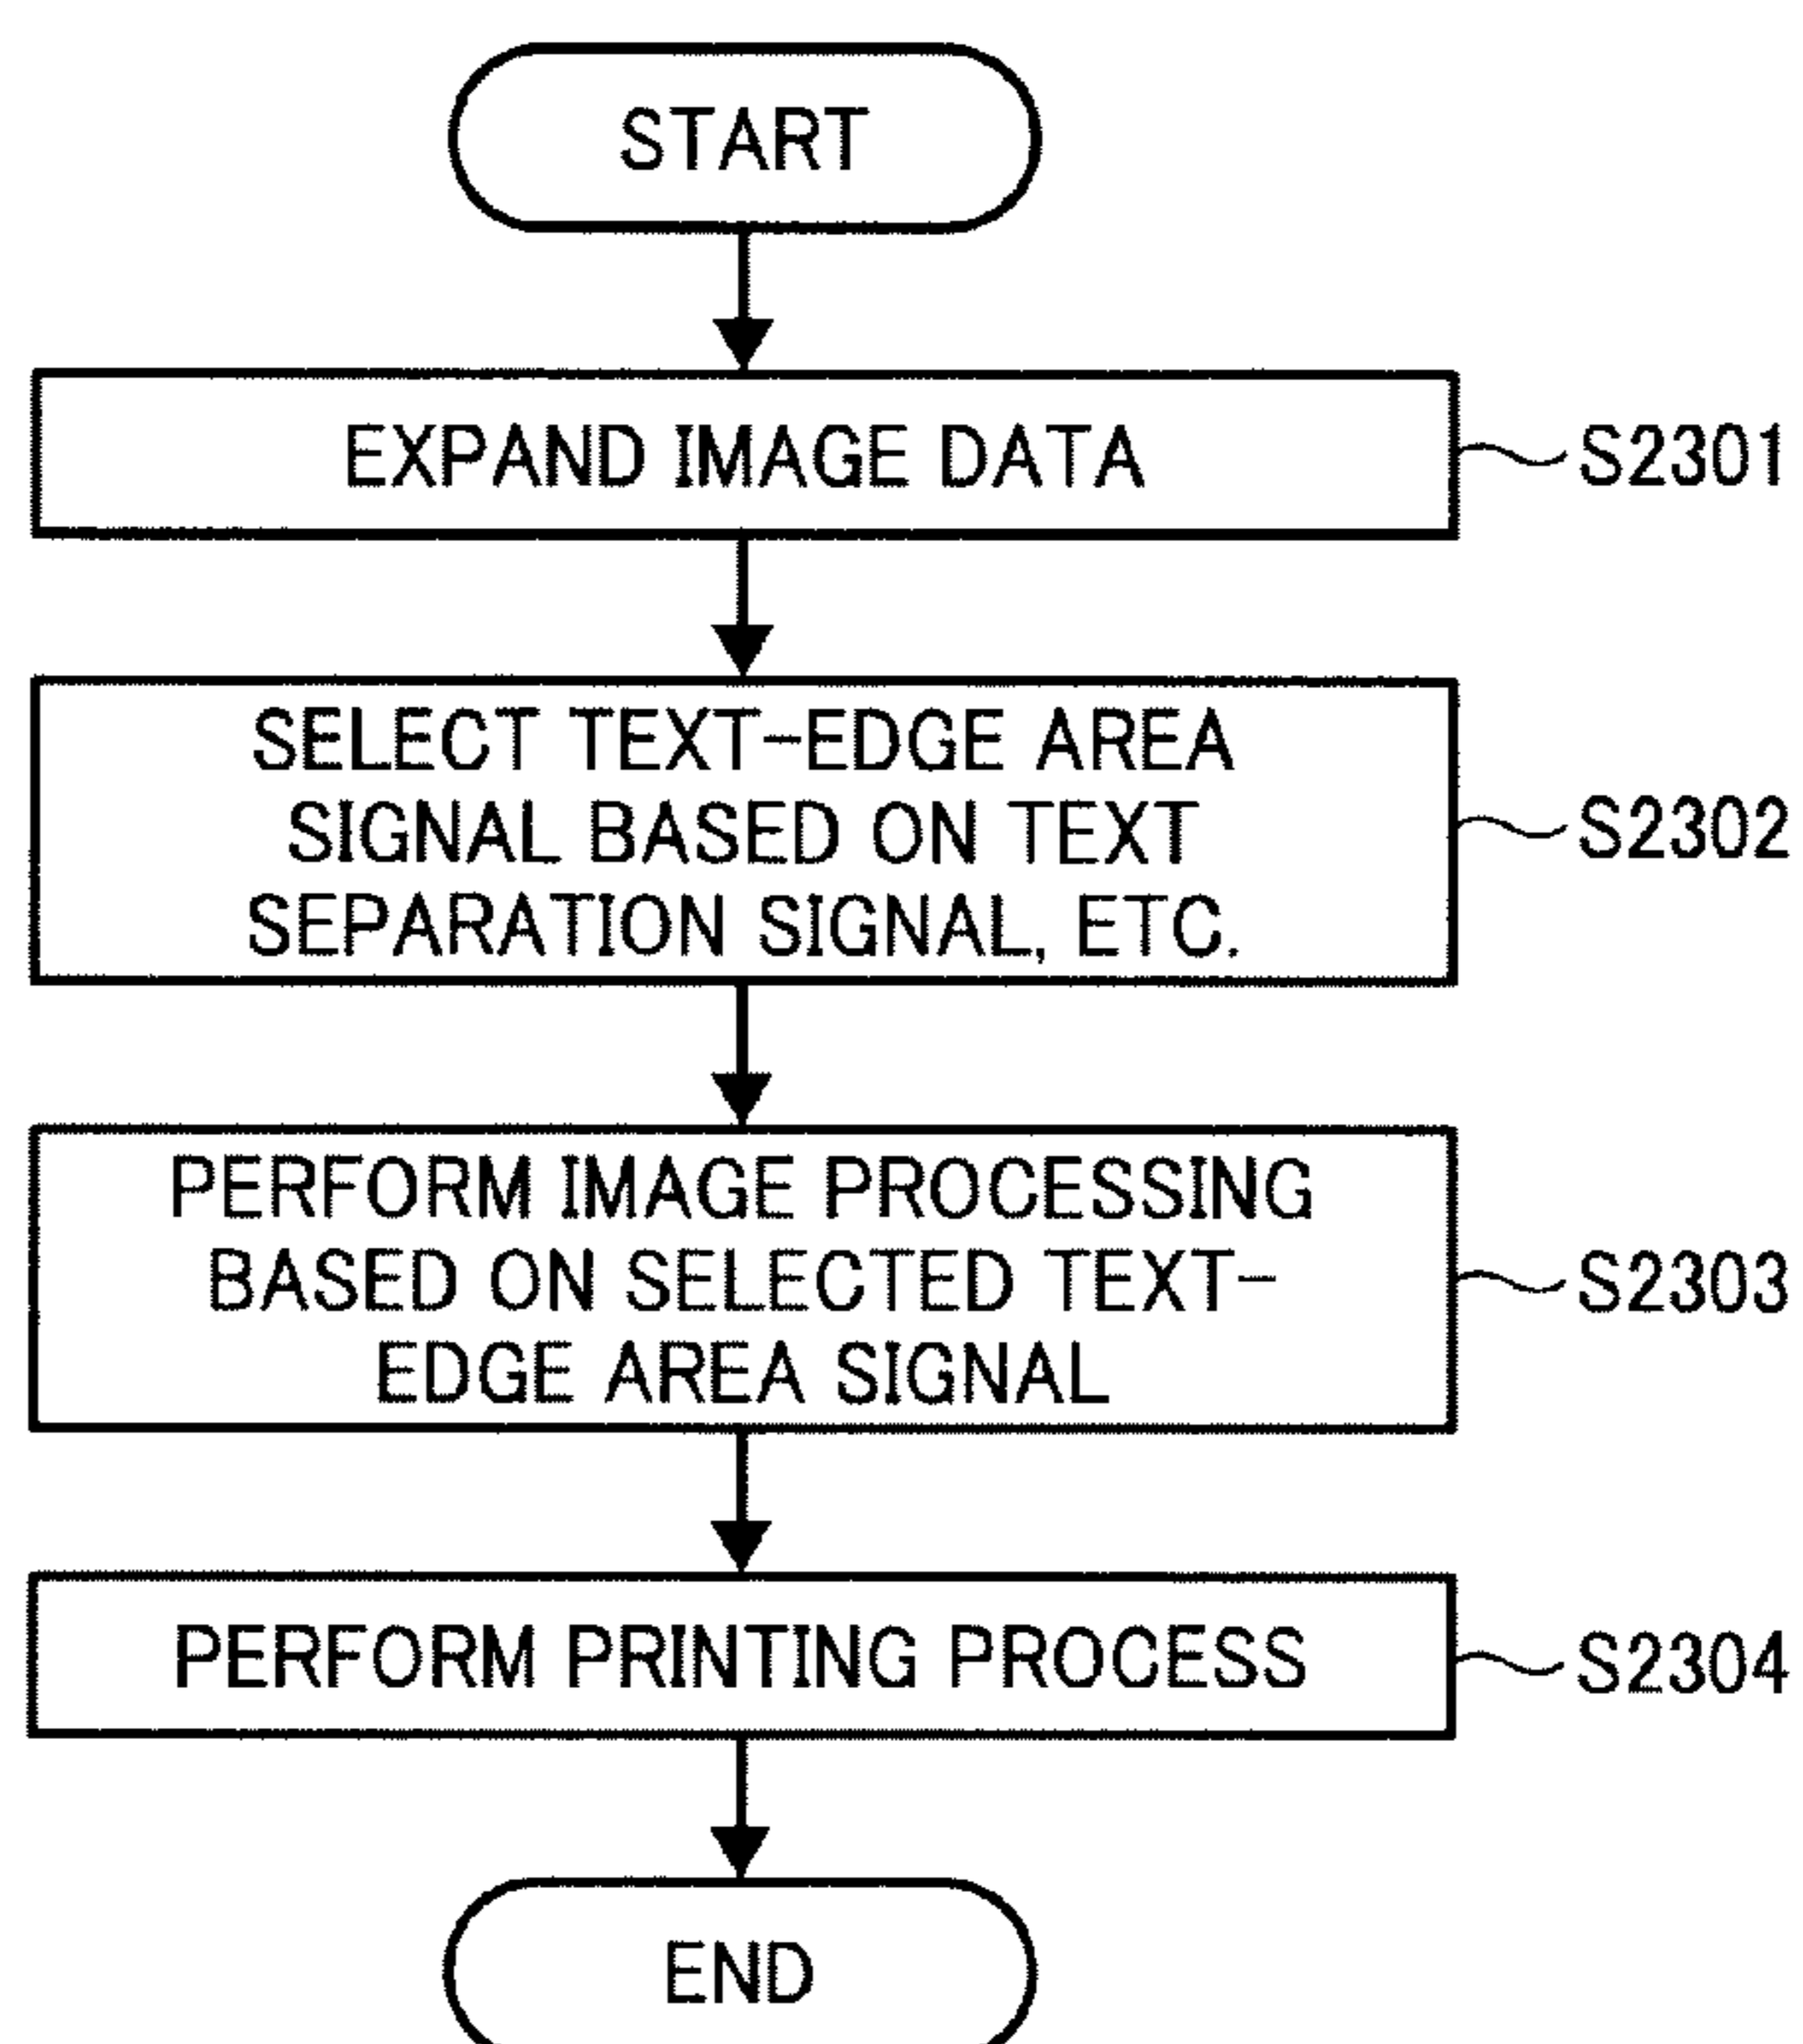 START
EXPAND IMAGE DATA
S2301
SELECT TEXT-EDGE AREA
SIGNAL BASED ON TEXT
SEPARATION SIGNAL, ETC.
S2302
PERFORM IMAGE PROCESSING
BASED ON SELECTED TEXT-
EDGE AREA SIGNAL
S2303
PERFORM PRINTING PROCESS
S2304
END